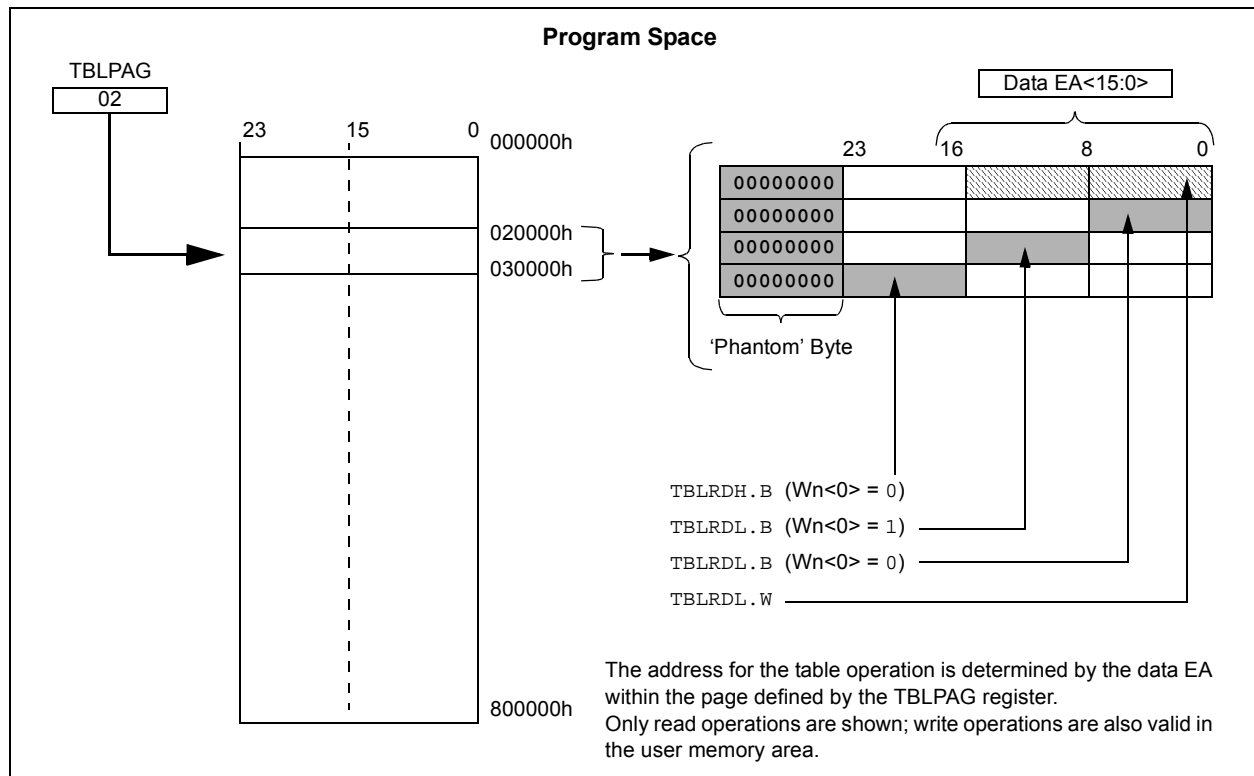 Program Space
TBLPAG
02
Data EA<15:0>
23 15 0
000000h
23 16 8 0
00000000
00000000
00000000
00000000
020000h
030000h
‘Phantom’ Byte
TBLRDH.B (Wn<0> = 0)
TBLRDL.B (Wn<0> = 1)
TBLRDL.B (Wn<0> = 0)
TBLRDL.W
800000h
The address for the table operation is determined by the data EA
within the page defined by the TBLPAG register.
Only read operations are shown; write operations are also valid in
the user memory area.